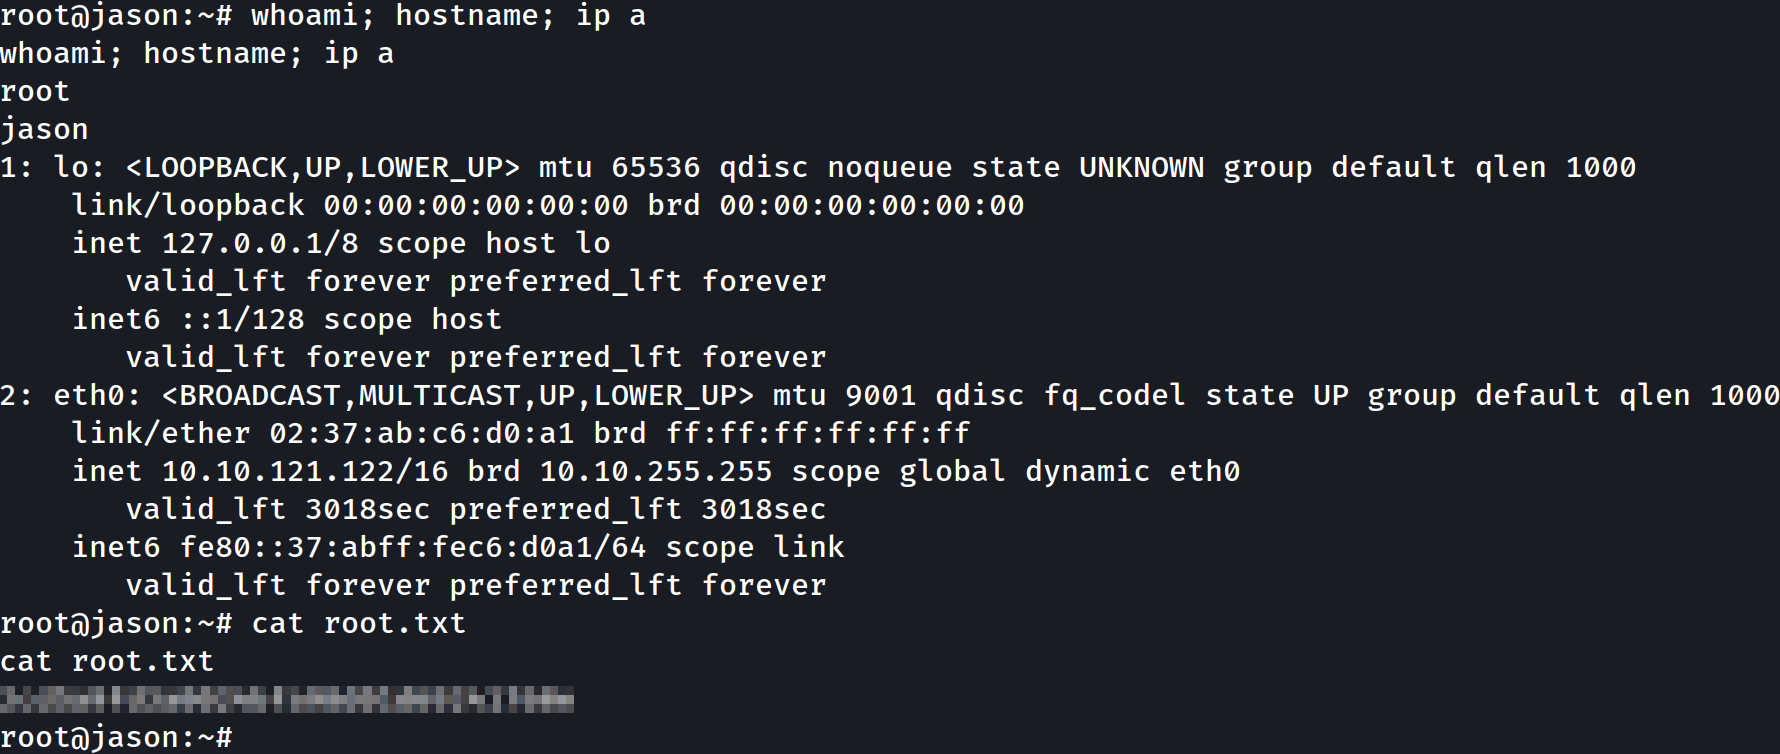 root@jason:~# whoami; hostname; ip a
whoami; hostname; ip a
root
jason
1: lo: <LOOPBACK,UP,LOWER_UP> mtu 65536 qdisc noqueue state UNKNOWN group default qlen 1000
    link/loopback 00:00:00:00:00:00 brd 00:00:00:00:00:00
    inet 127.0.0.1/8 scope host lo
       valid_lft forever preferred_lft forever
    inet6 ::1/128 scope host
       valid_lft forever preferred_lft forever
2: eth0: <BROADCAST,MULTICAST,UP,LOWER_UP> mtu 9001 qdisc fq_codel state UP group default qlen 1000
    link/ether 02:37:ab:c6:d0:a1 brd ff:ff:ff:ff:ff:ff
    inet 10.10.121.122/16 brd 10.10.255.255 scope global dynamic eth0
       valid_lft 3018sec preferred_lft 3018sec
    inet6 fe80::37:abff:fec6:d0a1/64 scope link
       valid_lft forever preferred_lft forever
root@jason:~# cat root.txt
cat root.txt
root@jason:~#